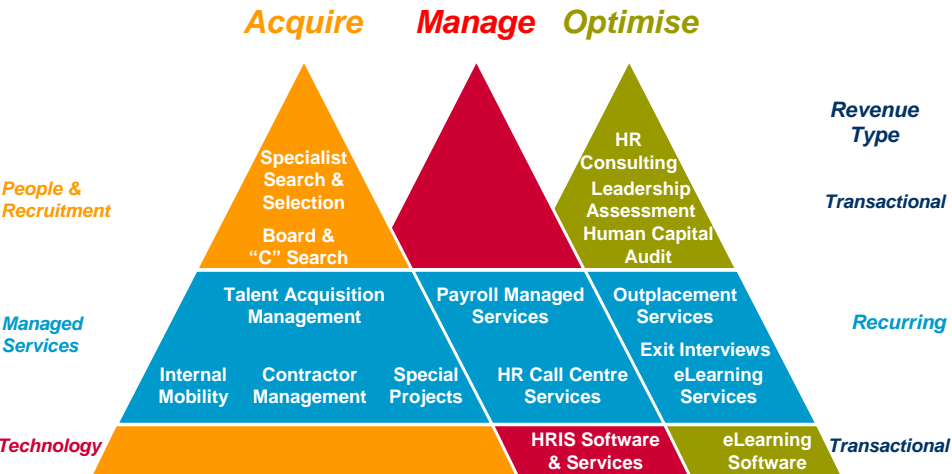 Acquire Manage Optimise
Revenue
Type
People &
Recruitment
Specialist
Search &
Selection
Board &
“C” Search
HR
Consulting
Leadership
Assessment
Human Capital
Audit
Transactional
Managed
Services
Talent Acquisition
Management
Internal
Mobility
Contractor
Management
Special
Projects
Payroll Managed
Services
HR Call Centre
Services
Outplacement
Services
Exit Interviews
eLearning
Services
Recurring
Technology
HRIS Software
& Services
eLearning
Software
Transactional